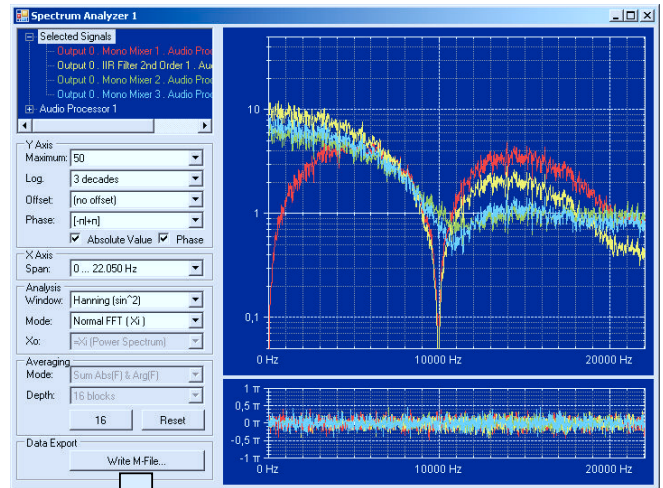 Spectrum Analyzer 1
Selected Signals
Output 0 . Mono Mixer 1 . Audio Proc
Output 0 . IIR Filter 2nd Order 1 . Au
Output 0 . Mono Mixer 2 . Audio Proc
Output 0 . Mono Mixer 3 . Audio Proc
Audio Processor 1
Y Axis
Maximum: 50
Log: 3 decades
Offset: (no offset)
Phase: [-π|+π]
Absolute Value Phase
X Axis
Span: 0 ... 22.050 Hz
Analysis
Window: Hanning (sin^2)
Mode: Normal FFT ( Xi )
Xo: =Xi (Power Spectrum)
Averaging
Mode: Sum Abs(F) & Arg(F)
Depth: 16 blocks
16 Reset
Data Export
Write M-File...
10
1
0,1
0 Hz 10000 Hz 20000 Hz
1 π
0,5 π
0 π
-0,5 π
-1 π
0 Hz 10000 Hz 20000 Hz